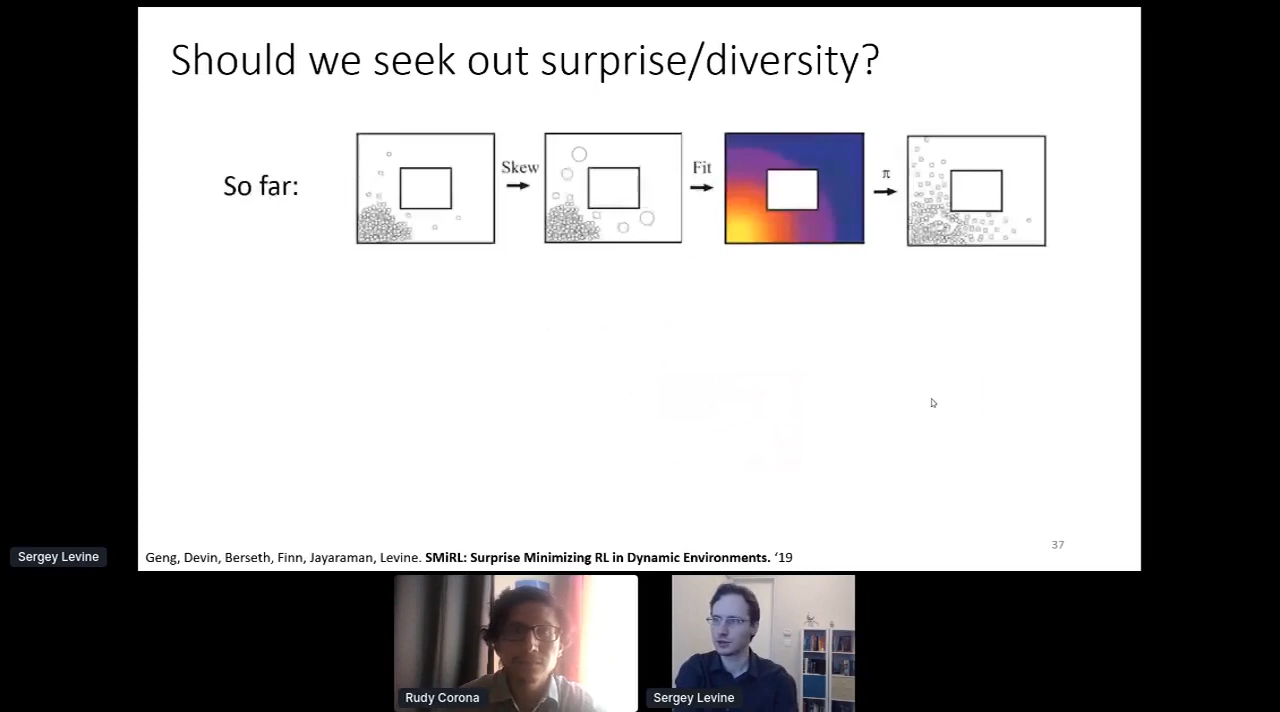 Should we seek out surprise/diversity?
So far:
Skew
Fit
π
37
Geng, Devin, Berseth, Finn, Jayaraman, Levine. SMiRL: Surprise Minimizing RL in Dynamic Environments. ‘19
Sergey Levine
Rudy Corona
Sergey Levine